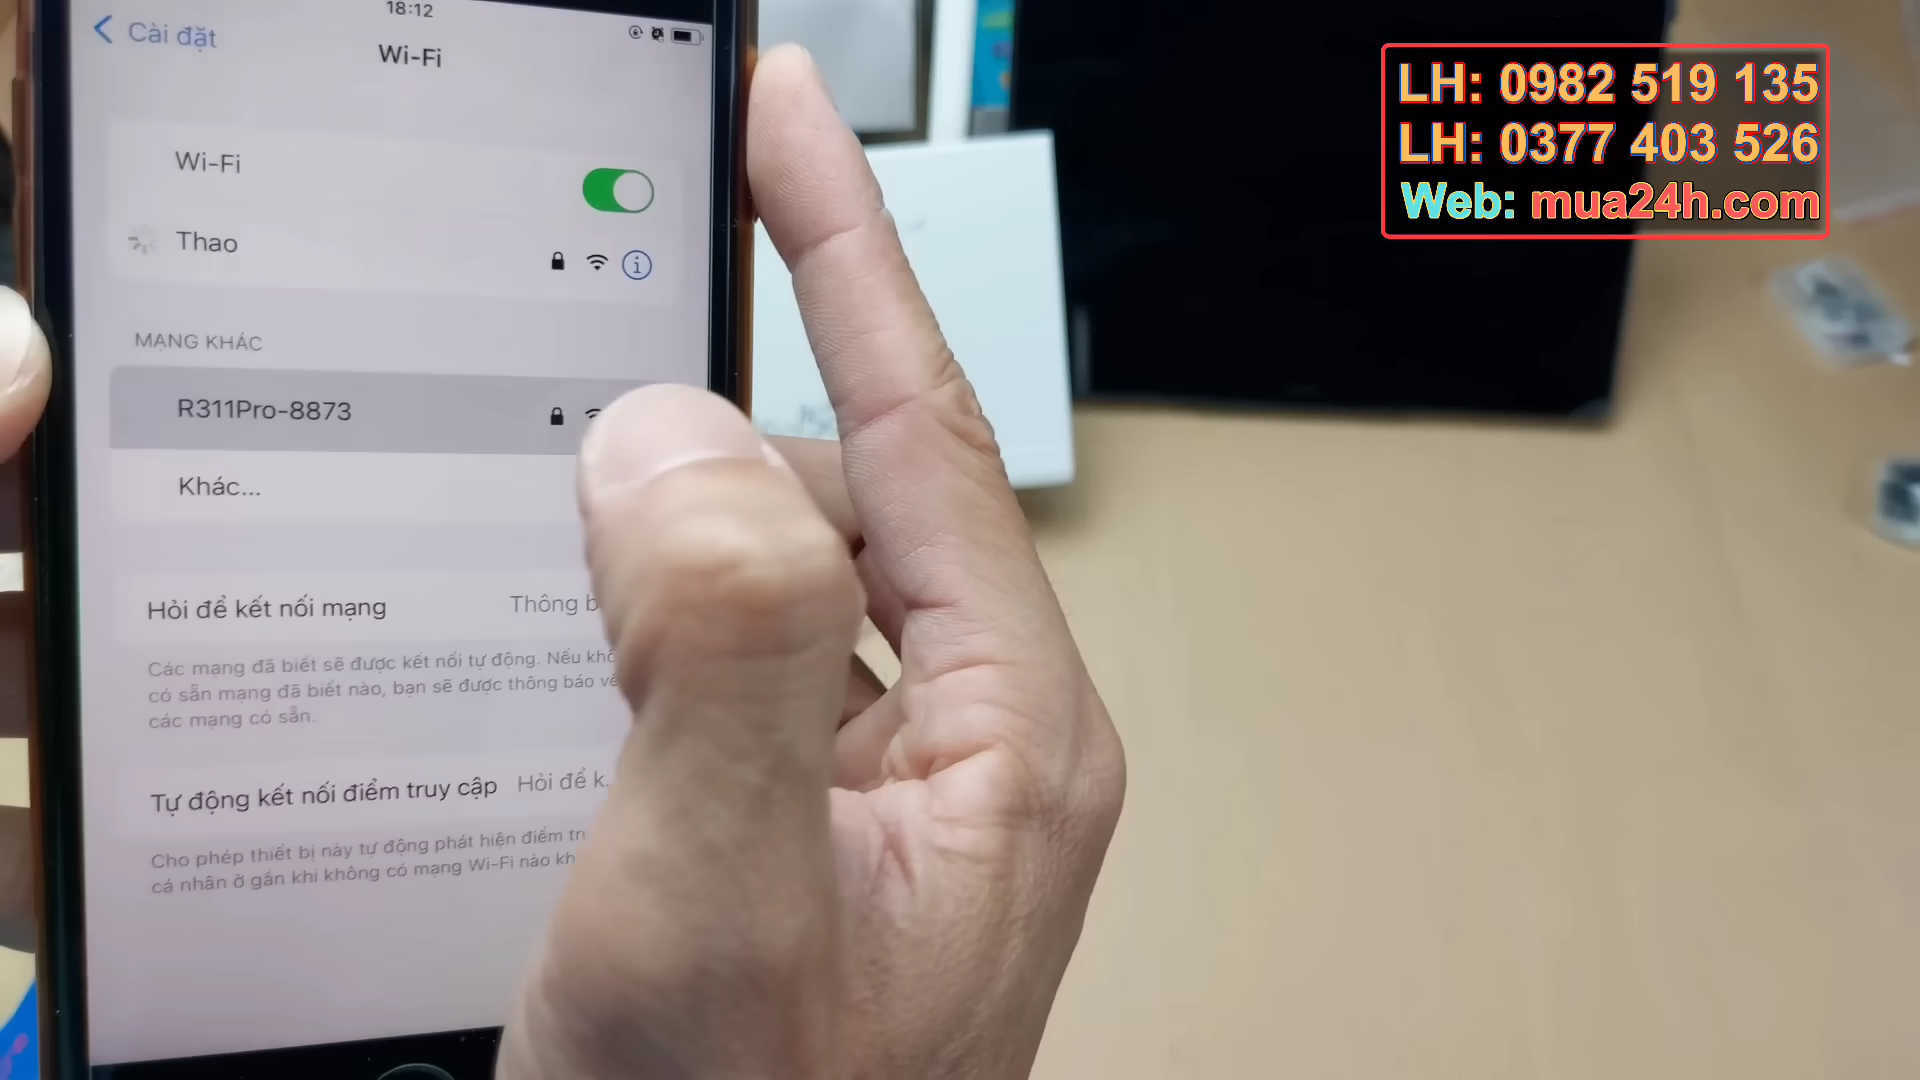 18:12
Cài đặt
Wi-Fi
Wi-Fi
Thao
MẠNG KHÁC
R311Pro-8873
Khác...
Hỏi để kết nối mạng
Thông
Các mạng đã biết sẽ được kết nối tự động. Nếu
có sẵn mạng đã biết nào, bạn sẽ được thông báo
các mạng có sẵn.
Tự động kết nối điểm truy cập
Hỏi để k.
Cho phép thiết bị này tự động phát hiện điểm
cá nhân ở gần khi không có mạng Wi-Fi nào
LH: 0982 519 135
LH: 0377 403 526
Web: mua24h.com